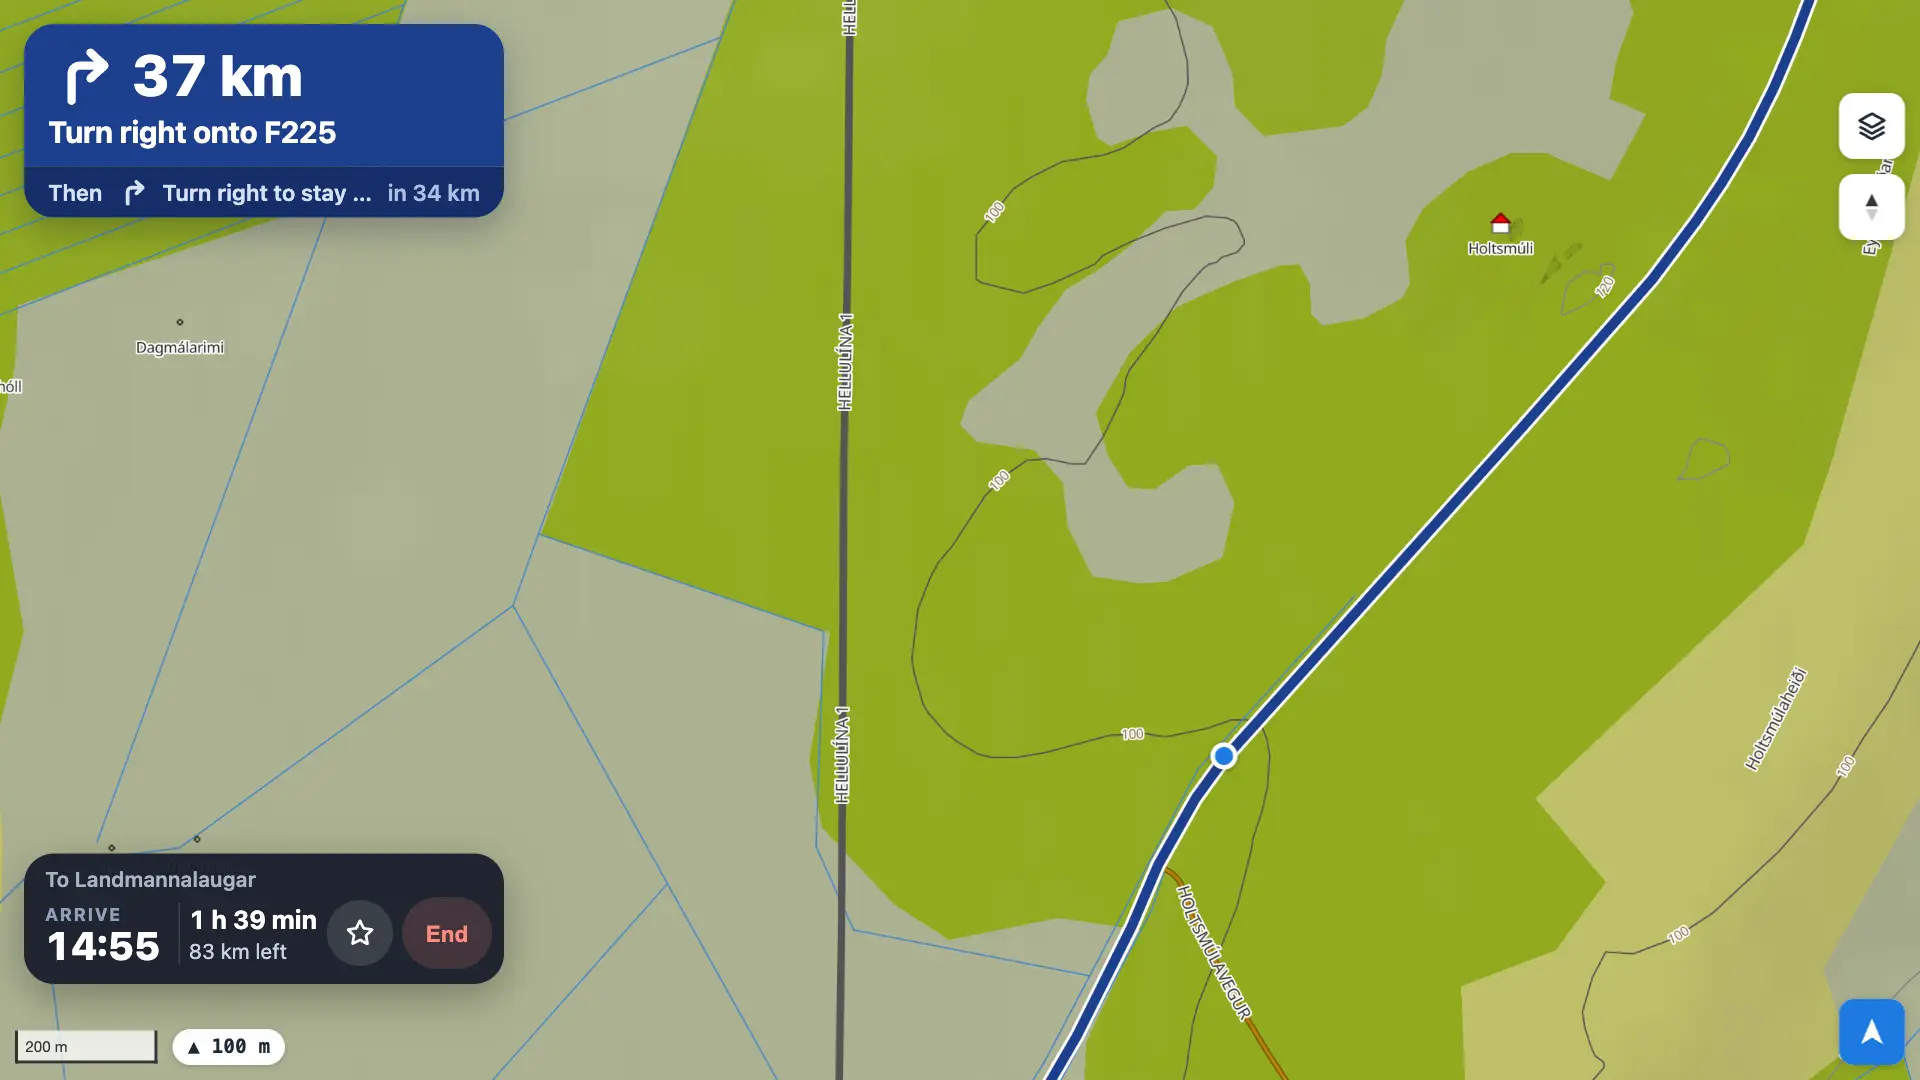 37 km
Turn right onto F225
Then Turn right to stay ... in 34 km
HELLULÍNA 1
HELLULÍNA 1
100
Holtsmúli
120
Dagmálarimi
100
100
Holtsmúlaheiði
100
100
HOLTSMÚLAVEGUR
To Landmannalaugar
ARRIVE
14:55
1 h 39 min
83 km left
End
200 m
▲ 100 m